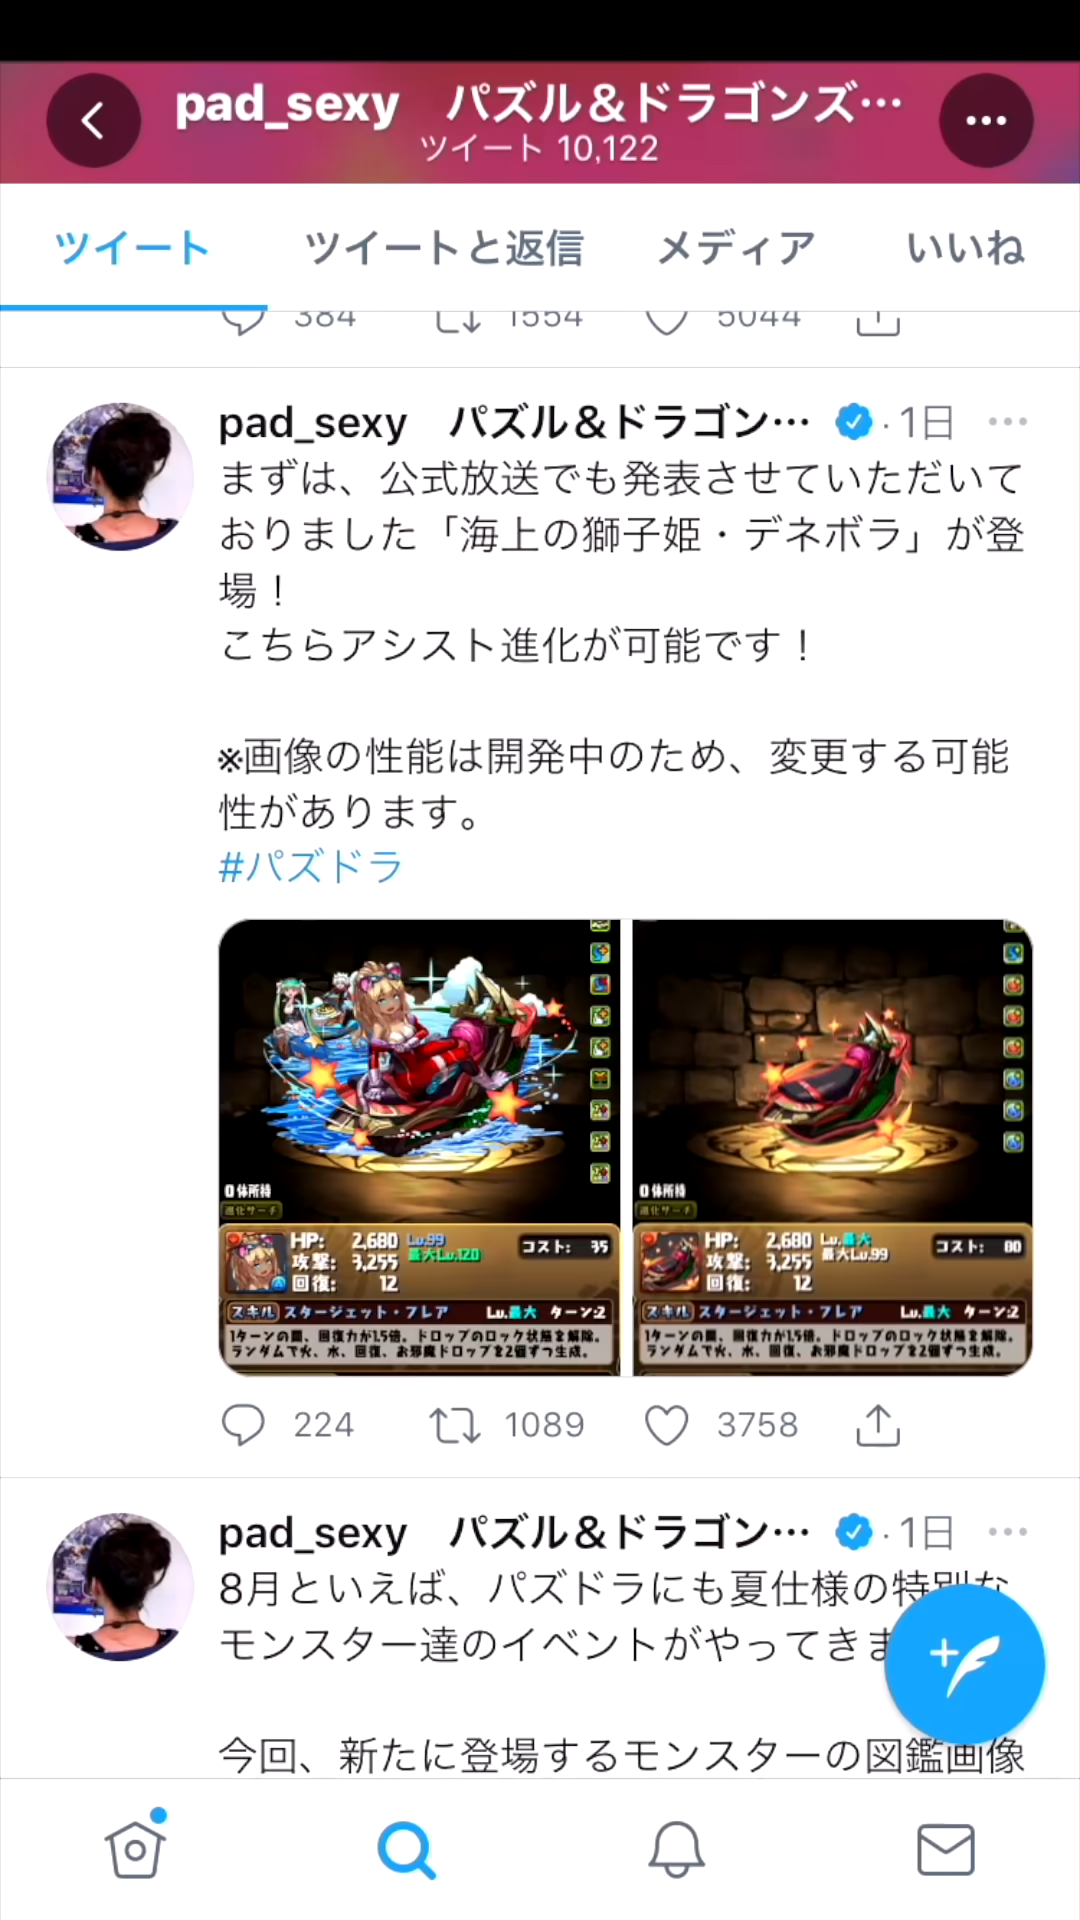 pad_sexy　パズル＆ドラゴンズ…
ツイート 10,122
ツイート ツイートと返信 メディア いいね
384 1554 5044
pad_sexy　パズル＆ドラゴン… · 1日
まずは、公式放送でも発表させていただいて
おりました「海上の獅子姫・デネボラ」が登
場！
こちらアシスト進化が可能です！
※画像の性能は開発中のため、変更する可能
性があります。
#パズドラ
0体所持
進化サーチ
HP: 2,680 Lv.99
最大Lv.120
攻撃: 3,255
回復: 12
コスト: 35
スキル スタージェット・フレア Lv.最大 ターン:2
1ターンの間、回復力が1.5倍。ドロップのロック状態を解除。
ランダムで火、水、回復、お邪魔ドロップを2個ずつ生成。
0体所持
進化サーチ
HP: 2,680 Lv.最大
最大Lv.99
攻撃: 3,255
回復: 12
コスト: 80
スキル スタージェット・フレア Lv.最大 ターン:2
1ターンの間、回復力が1.5倍。ドロップのロック状態を解除。
ランダムで火、水、回復、お邪魔ドロップを2個ずつ生成。
224 1089 3758
pad_sexy　パズル＆ドラゴン… · 1日
8月といえば、パズドラにも夏仕様の特別な
モンスター達のイベントがやってきま
今回、新たに登場するモンスターの図鑑画像